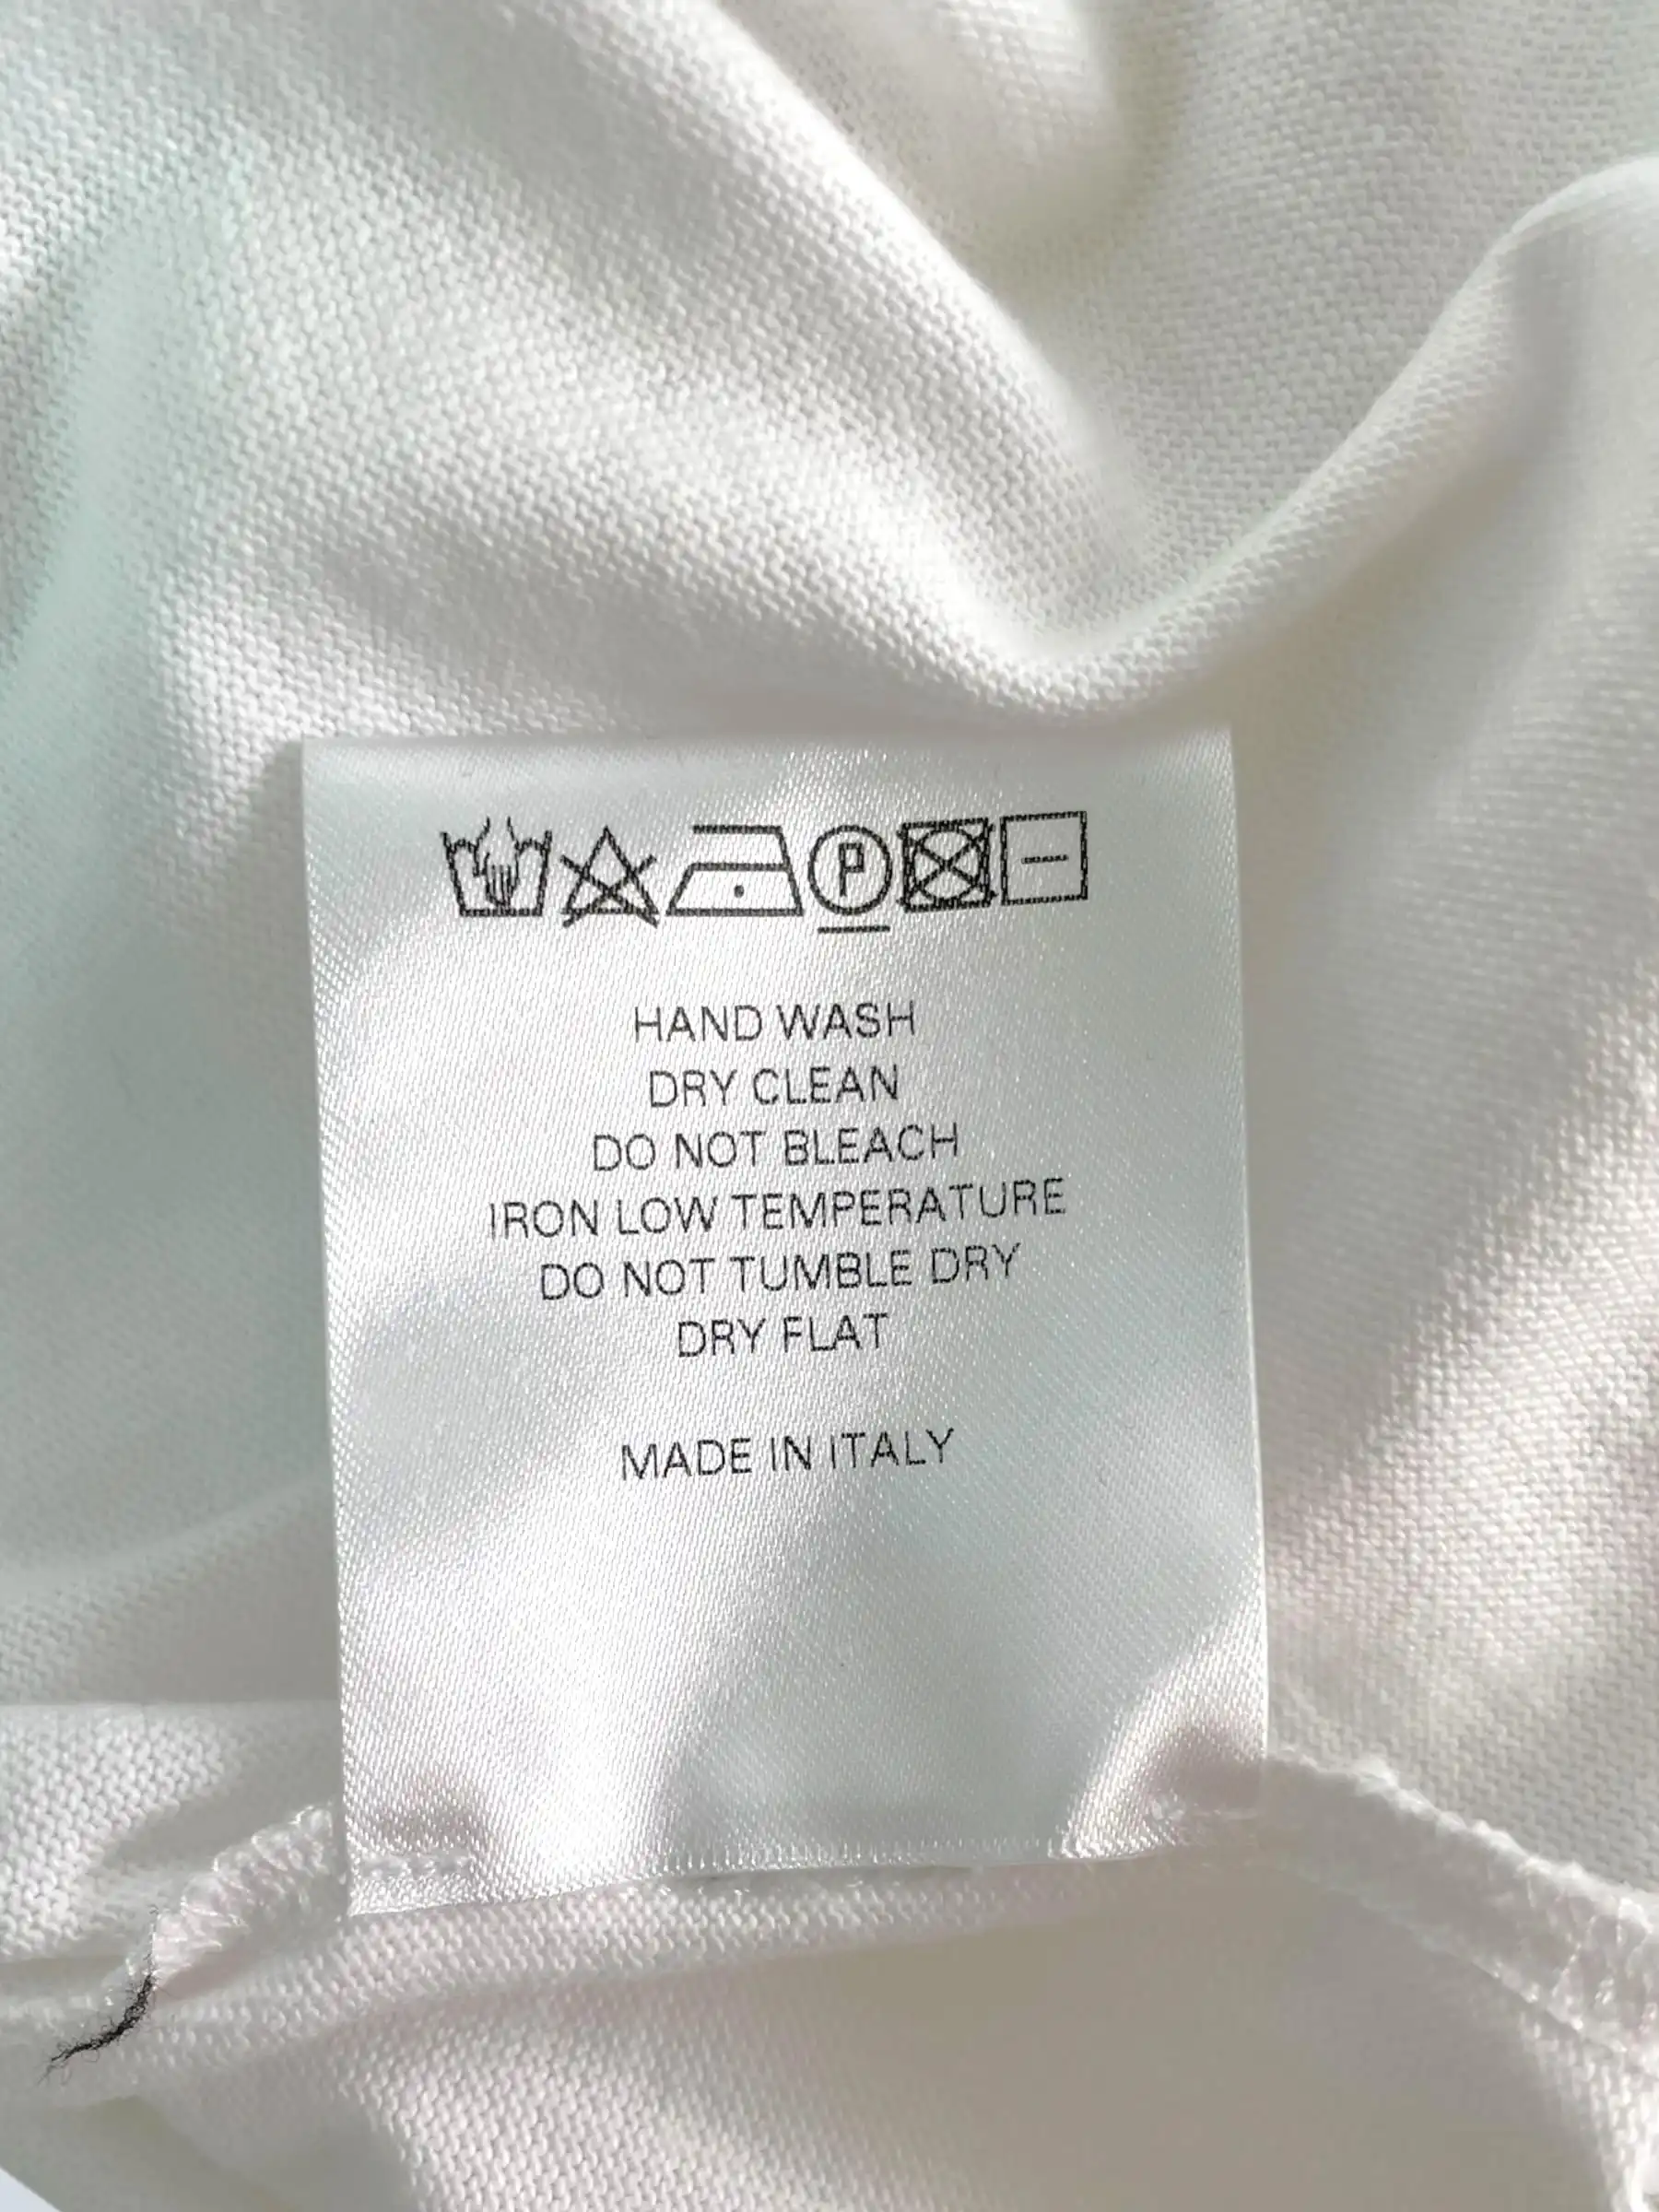 P
HAND WASH
DRY CLEAN
DO NOT BLEACH
IRON LOW TEMPERATURE
DO NOT TUMBLE DRY
DRY FLAT
MADE IN ITALY